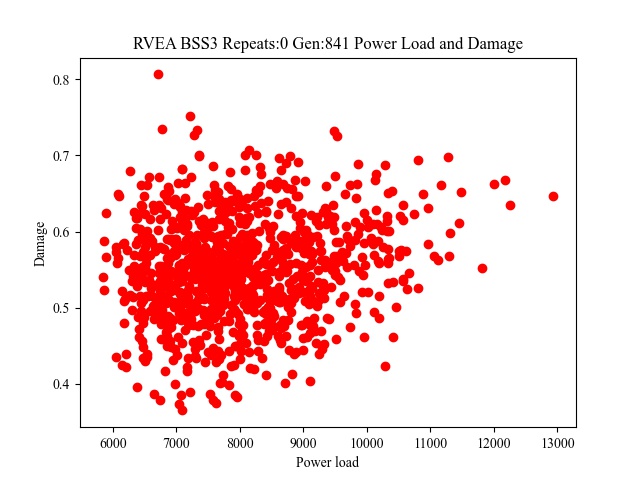 RVEA BSS3 Repeats:0 Gen:841 Power Load and Damage
0.8
0.7
0.6
0.5
0.4
Damage
6000 7000 8000 9000 10000 11000 12000 13000
Power load